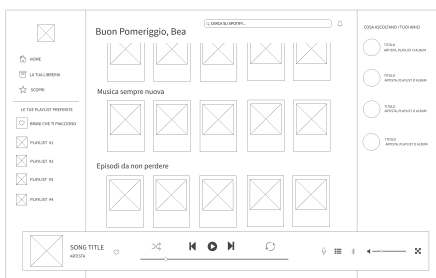 CERCA SU SPOTIFY...
Buon Pomeriggio, Bea
COSA ASCOLTANO I TUOI AMICI
HOME
LA TUA LIBRERIA
SCOPRI
LE TUE PLAYLIST PREFERITE
BRANI CHE TI PIACCIONO
PLAYLIST #1
PLAYLIST #2
PLAYLIST #3
PLAYLIST #4
Musica sempre nuova
Episodi da non perdere
TITOLO
ARTISTA, PLAYLIST O ALBUM
TITOLO
ARTISTA, PLAYLIST O ALBUM
TITOLO
ARTISTA, PLAYLIST O ALBUM
TITOLO
ARTISTA, PLAYLIST O ALBUM
SONG TITLE
ARTISTA